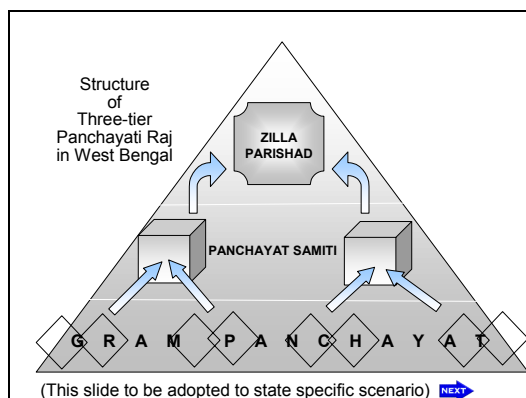 Structure
of
Three-tier
Panchayati Raj
in West Bengal
ZILLA
PARISHAD
PANCHAYAT SAMITI
G R A M P A N C H A Y A T
(This slide to be adopted to state specific scenario) NEXT